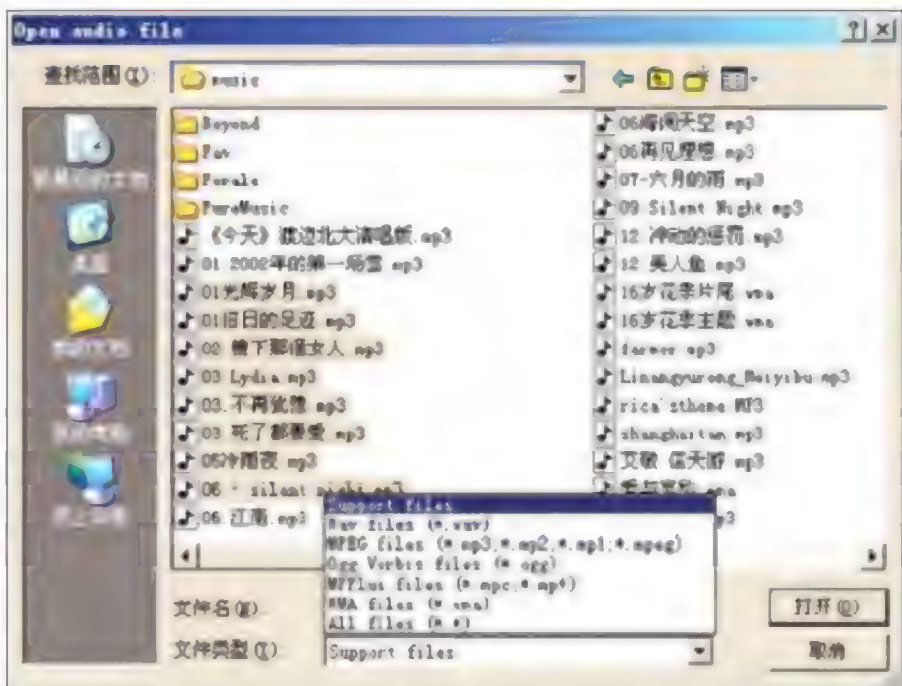 Open audio file
查找范围(I):
music
Beyond
Fav
Female
PureMusic
《今天》 渡边北大清唱版.mp3
01 2002年的第一场雪.mp3
01光辉岁月.mp3
01旧日的足迹.mp3
02 楼下那个女人.mp3
03 Lydia.mp3
03.不再犹豫.mp3
03 死了都要爱.mp3
05冷雨夜.mp3
06 - silent
06.江南.mp3
06海阔天空.mp3
06再见理想.mp3
07-六月的雨.mp3
09 Silent Night.mp3
12 冲动的惩罚.mp3
12 美人鱼.mp3
16岁花季片尾.wma
16岁花季主题.wma
farmer.mp3
rica'stheme.MP3
shanghaitan.mp3
艾敬 信天游.mp3
Support files
Wav files (*.wav)
MPEG files (*.mp3,*.mp2,*.mp1;*.mpeg)
Ogg Vorbis files (*.ogg)
MPPlus files (*.mpc,*.mp+)
WMA files (*.wma)
All files (*.*)
文件名(N):
打开(O)
文件类型(T):
Support files
取消